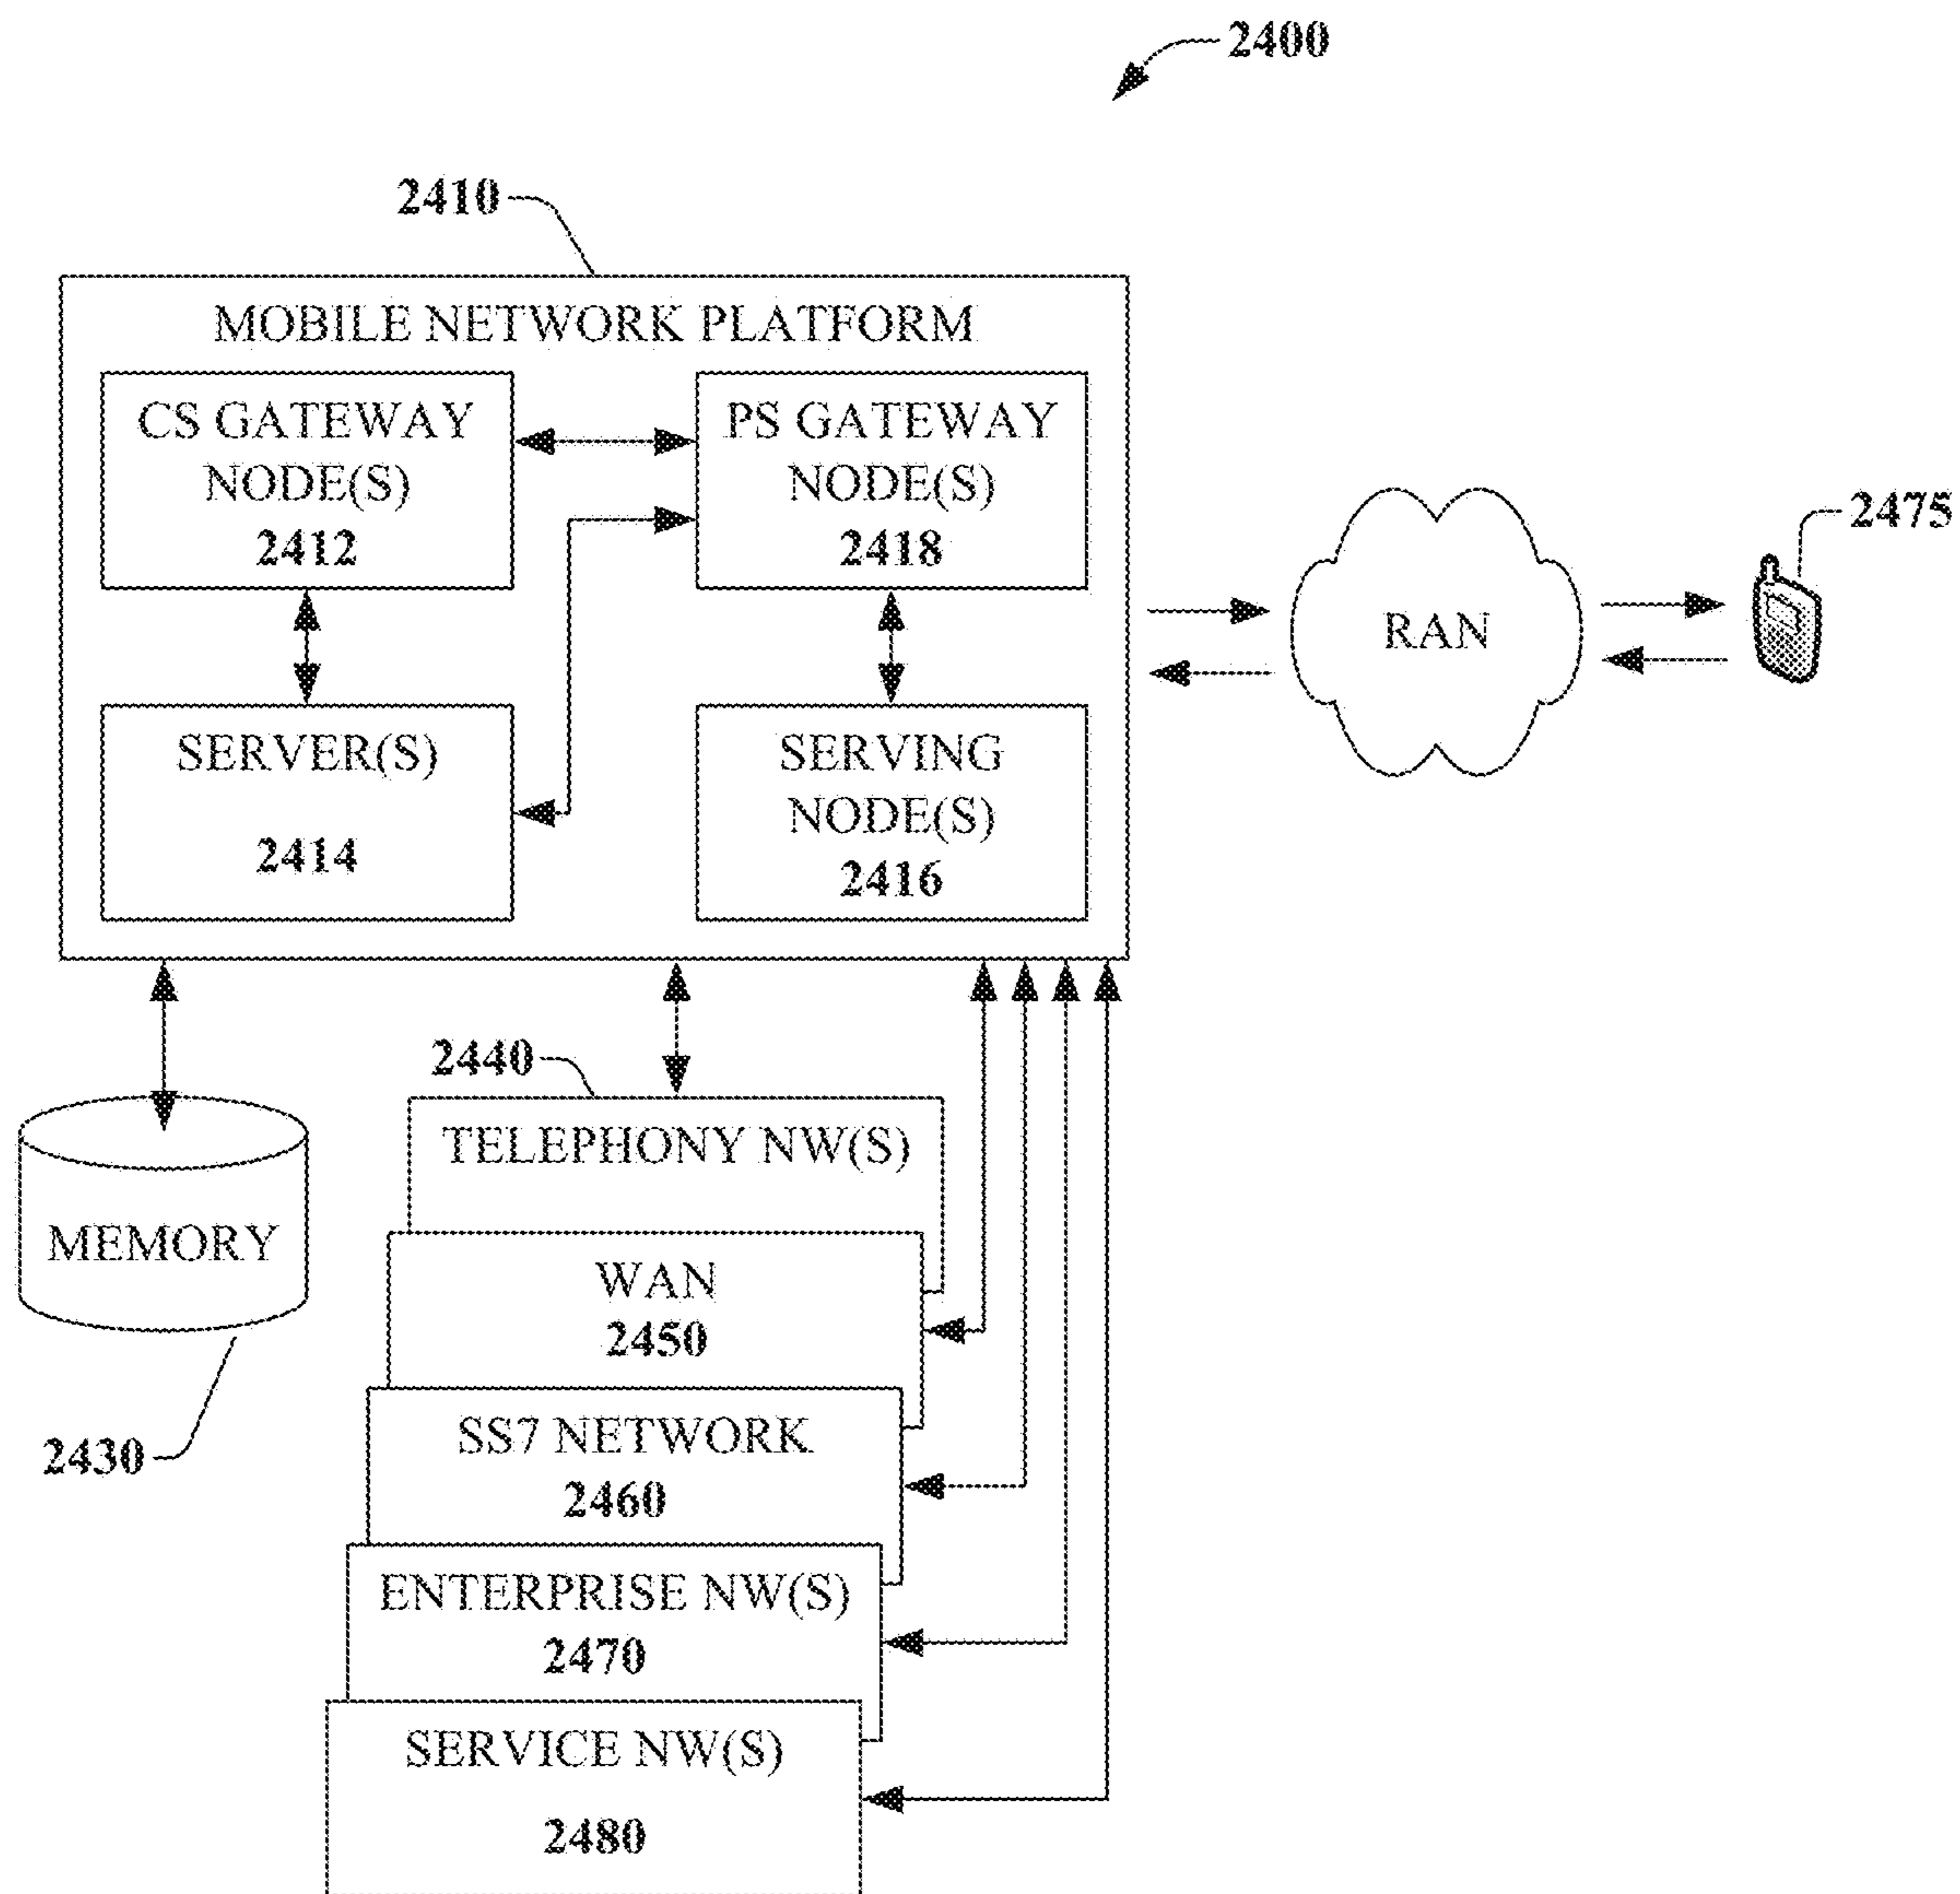 2400
2410
MOBILE NETWORK PLATFORM
CS GATEWAY
NODE(S)
2412
PS GATEWAY
NODE(S)
2418
2475
RAN
SERVER(S)
2414
SERVING
NODE(S)
2416
2440
TELEPHONY NW(S)
MEMORY
WAN
2450
2430
SS7 NETWORK
2460
ENTERPRISE NW(S)
2470
SERVICE NW(S)
2480